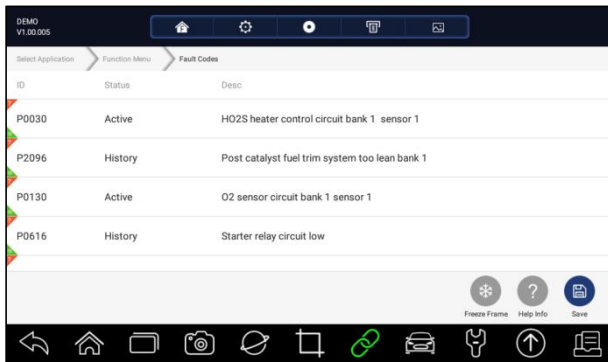 DEMO
V1.00.005
Select Application Function Menu Fault Codes
ID Status Desc
P0030 Active HO2S heater control circuit bank 1 sensor 1
P2096 History Post catalyst fuel trim system too lean bank 1
P0130 Active O2 sensor circuit bank 1 sensor 1
P0616 History Starter relay circuit low
Freeze Frame Help Info Save